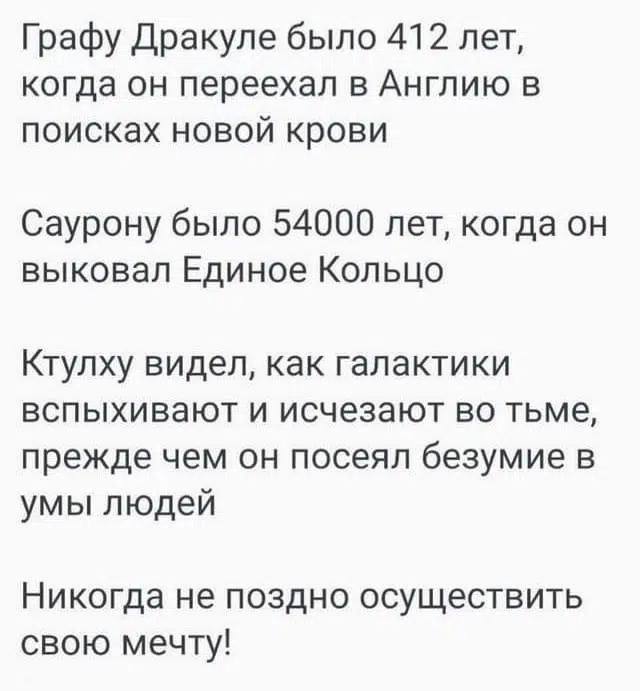 Графу Дракуле было 412 лет,
когда он переехал в Англию в
поисках новой крови
Саурону было 54000 лет, когда он
выковал Единое Кольцо
Ктулху видел, как галактики
вспыхивают и исчезают во тьме,
прежде чем он посеял безумие в
умы людей
Никогда не поздно осуществить
свою мечту!